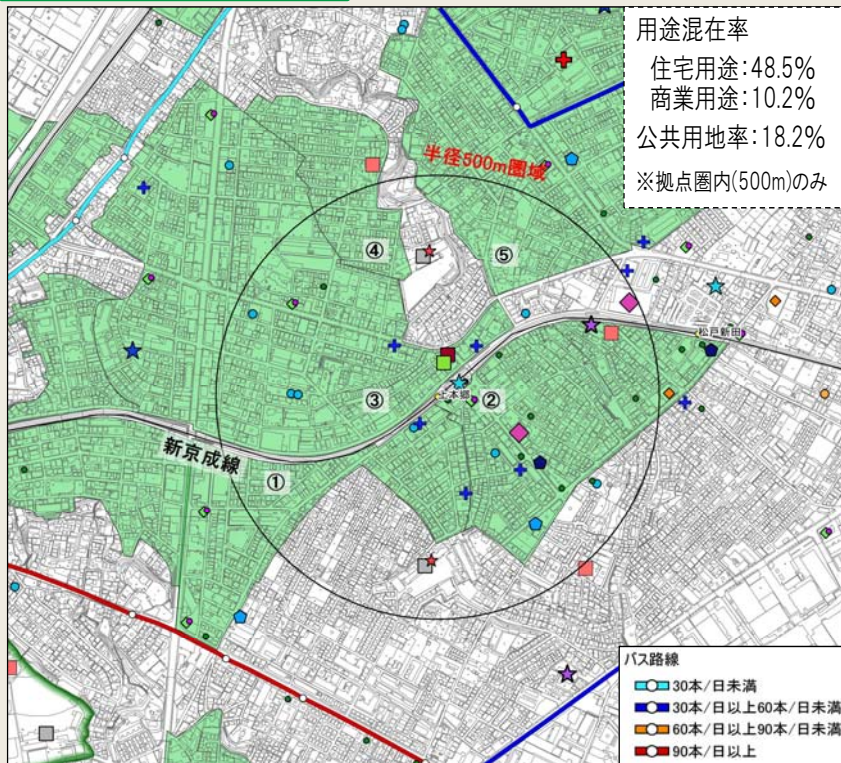 用途混在率
住宅用途:48.5%
商業用途:10.2%
公共用地率:18.2%
※拠点圏内(500m)のみ
半径500m圏域
④
⑤
松戸新田
上本郷
③
②
新京成線
①
バス路線
30本/日未満
30本/日以上60本/日未満
60本/日以上90本/日未満
90本/日以上